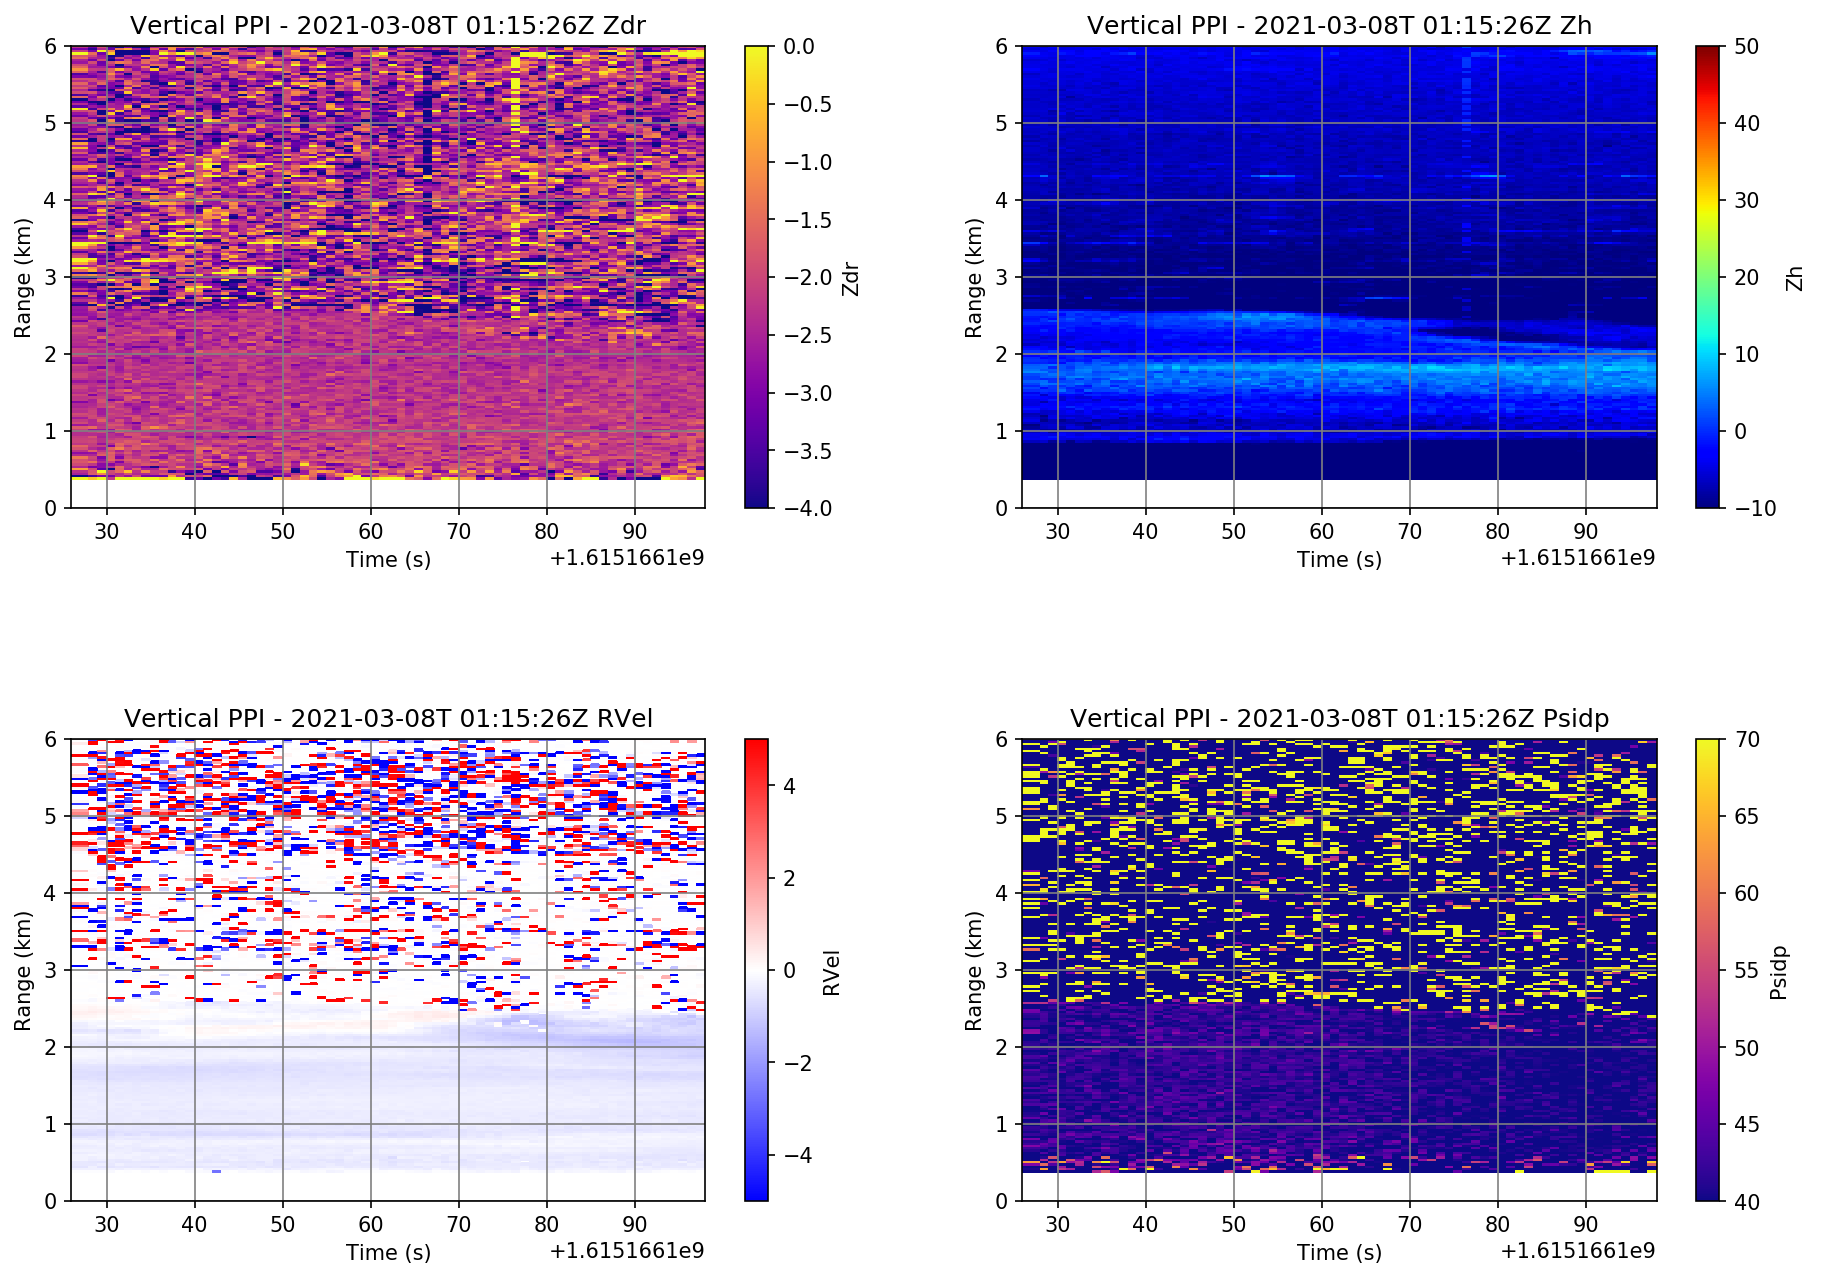 Vertical PPI - 2021-03-08T 01:15:26Z Zdr
6
5
4
3
2
1
0
Range (km)
30 40 50 60 70 80 90
Time (s)
+1.6151661e9
0.0
−0.5
−1.0
−1.5
−2.0
−2.5
−3.0
−3.5
−4.0
Zdr
Vertical PPI - 2021-03-08T 01:15:26Z Zh
6
5
4
3
2
1
0
Range (km)
30 40 50 60 70 80 90
Time (s)
+1.6151661e9
50
40
30
20
10
0
−10
Zh
Vertical PPI - 2021-03-08T 01:15:26Z RVel
6
5
4
3
2
1
0
Range (km)
30 40 50 60 70 80 90
Time (s)
+1.6151661e9
4
2
0
−2
−4
RVel
Vertical PPI - 2021-03-08T 01:15:26Z Psidp
6
5
4
3
2
1
0
Range (km)
30 40 50 60 70 80 90
Time (s)
+1.6151661e9
70
65
60
55
50
45
40
Psidp